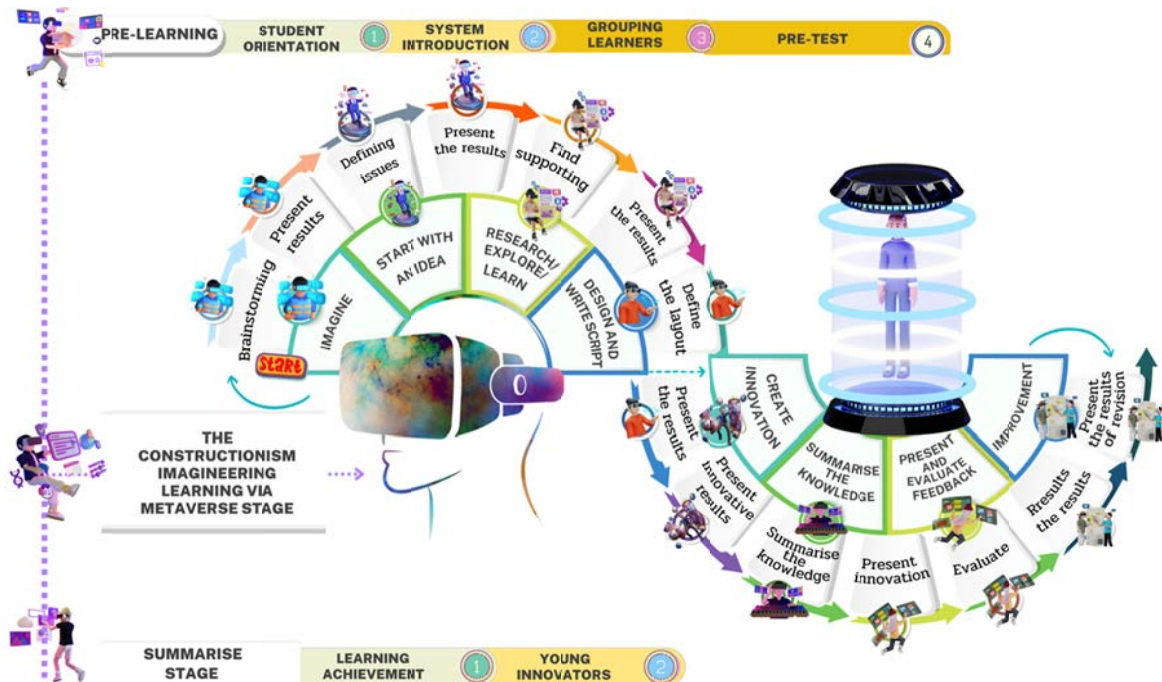 PRE-LEARNING
STUDENT
ORIENTATION
1
SYSTEM
INTRODUCTION
2
GROUPING
LEARNERS
3
PRE-TEST
4
Brainstorming
Present
results
Defining
issues
Present
the results
Find
supporting
Present
the results
Define
the layout
START
IMAGINE
START WITH
AN IDEA
RESEARCH/
EXPLORE/
LEARN
DESIGN AND
WRITE SCRIPT
THE
CONSTRUCTIONISM
IMAGINEERING
LEARNING VIA
METAVERSE STAGE
CREATE
INNOVATION
SUMMARISE
THE
KNOWLEDGE
PRESENT
AND
EVALUATE
FEEDBACK
IMPROVEMENT
Present
the results
Present
innovative
results
Summarise
the
knowledge
Present
innovation
Evaluate
Rresults
the results
Present
the results
of revision
SUMMARISE
STAGE
LEARNING
ACHIEVEMENT
1
YOUNG
INNOVATORS
2